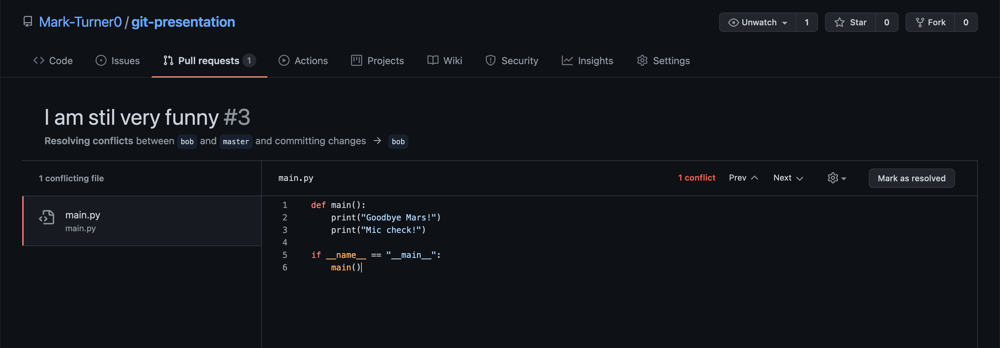 Mark-Turner0 / git-presentation
Unwatch 1 Star 0 Fork 0
Code Issues Pull requests 1 Actions Projects Wiki Security Insights Settings
I am stil very funny #3
Resolving conflicts between bob and master and committing changes → bob
1 conflicting file
main.py
main.py
main.py 1 conflict Prev Next Mark as resolved
1 def main():
2     print("Goodbye Mars!")
3     print("Mic check!")
4
5 if __name__ == "__main__":
6     main()